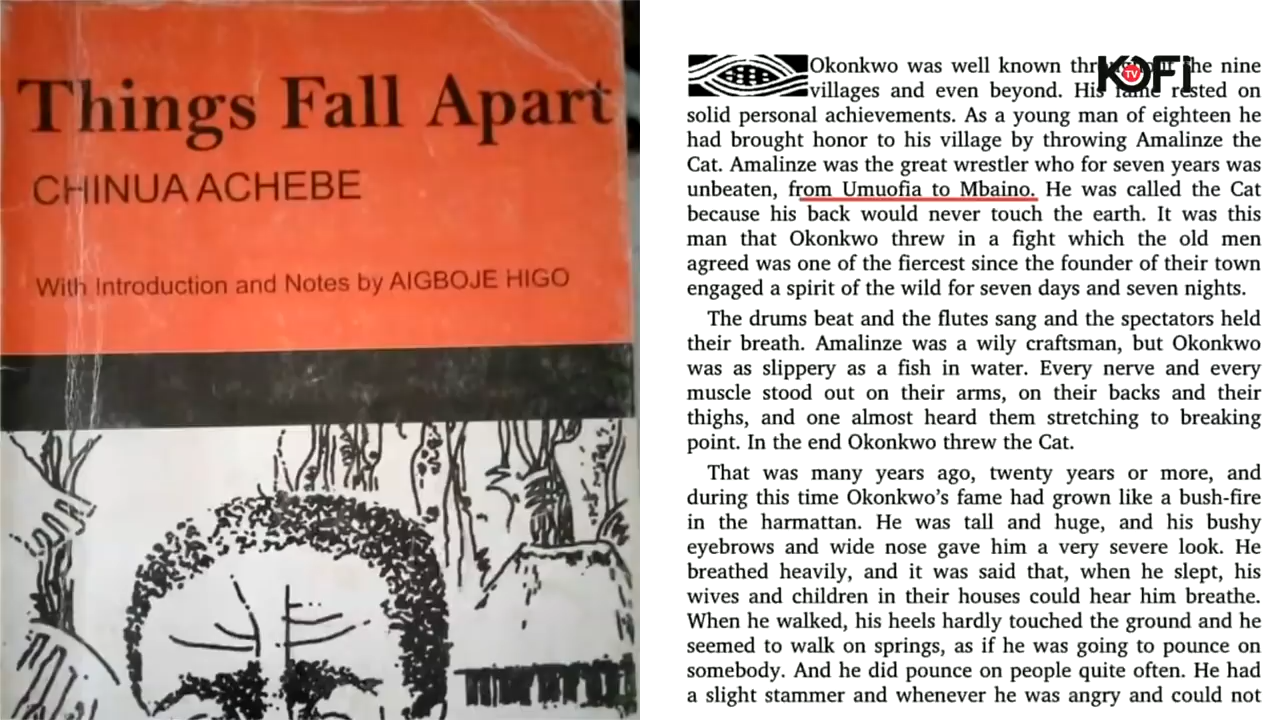 Things Fall Apart
CHINUA ACHEBE
With Introduction and Notes by AIGBOJE HIGO
KOFI
TV
Okonkwo was well known the nine
villages and even beyond. His fame rested on
solid personal achievements. As a young man of eighteen he
had brought honor to his village by throwing Amalinze the
Cat. Amalinze was the great wrestler who for seven years was
unbeaten, from Umuofia to Mbaino. He was called the Cat
because his back would never touch the earth. It was this
man that Okonkwo threw in a fight which the old men
agreed was one of the fiercest since the founder of their town
engaged a spirit of the wild for seven days and seven nights.
The drums beat and the flutes sang and the spectators held
their breath. Amalinze was a wily craftsman, but Okonkwo
was as slippery as a fish in water. Every nerve and every
muscle stood out on their arms, on their backs and their
thighs, and one almost heard them stretching to breaking
point. In the end Okonkwo threw the Cat.
That was many years ago, twenty years or more, and
during this time Okonkwo's fame had grown like a bush-fire
in the harmattan. He was tall and huge, and his bushy
eyebrows and wide nose gave him a very severe look. He
breathed heavily, and it was said that, when he slept, his
wives and children in their houses could hear him breathe.
When he walked, his heels hardly touched the ground and he
seemed to walk on springs, as if he was going to pounce on
somebody. And he did pounce on people quite often. He had
a slight stammer and whenever he was angry and could not